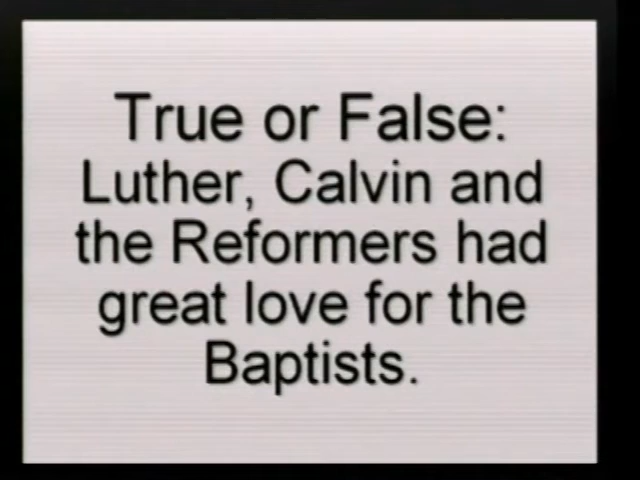 True or False:
Luther, Calvin and
the Reformers had
great love for the
Baptists.